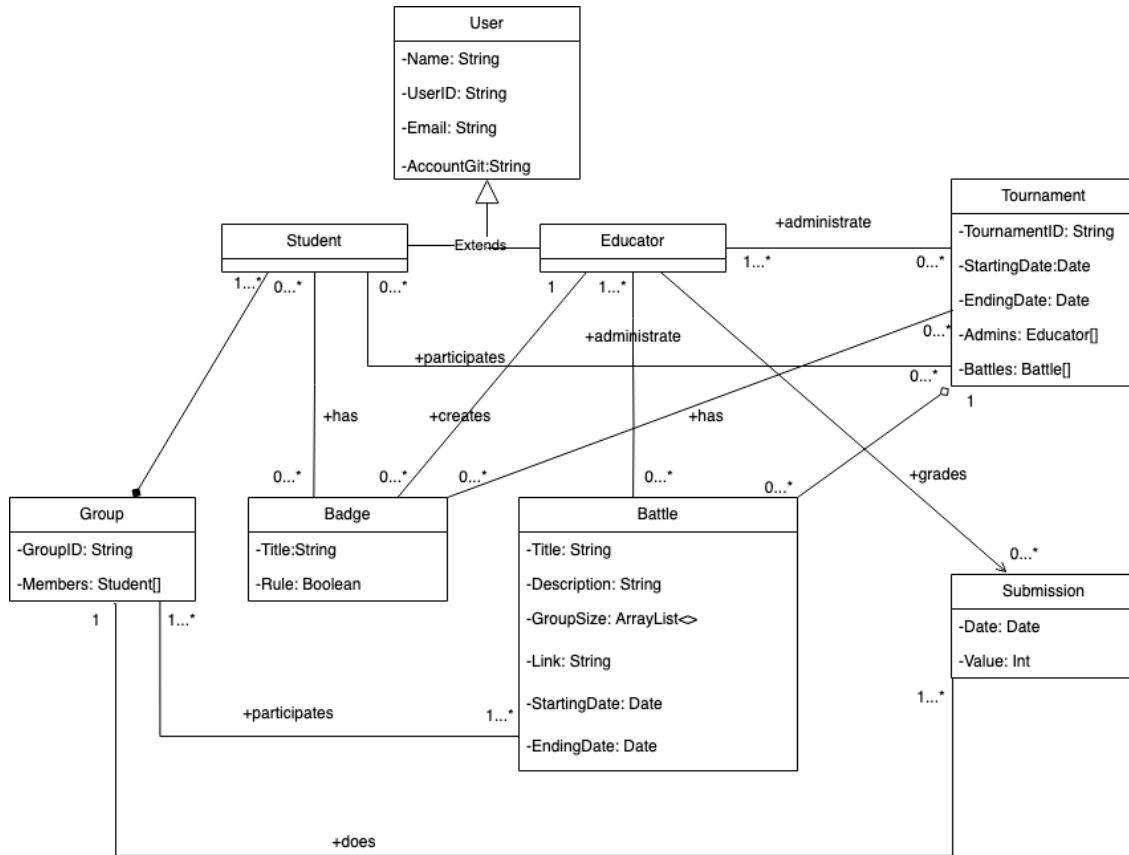 User
-Name: String
-UserID: String
-Email: String
-AccountGit:String
Student
Extends
Educator
+administrate
1...*
0...*
Tournament
-TournamentID: String
-StartingDate:Date
-EndingDate: Date
-Admins: Educator[]
-Battles: Battle[]
1...*
0...*
0...*
1
1...*
+administrate
0...*
+participates
0...*
1
+has
+creates
+has
+grades
0...*
0...*
0...*
0...*
0...*
0...*
Group
-GroupID: String
-Members: Student[]
Badge
-Title:String
-Rule: Boolean
Battle
-Title: String
-Description: String
-GroupSize: ArrayList<>
-Link: String
-StartingDate: Date
-EndingDate: Date
Submission
-Date: Date
-Value: Int
1
1...*
+participates
1...*
1...*
+does